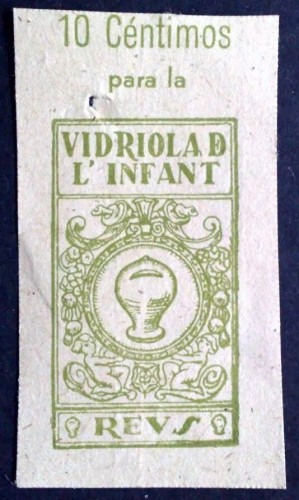 10 Céntimos
para la
VIDRIOLA D
L'INFANT
REVS